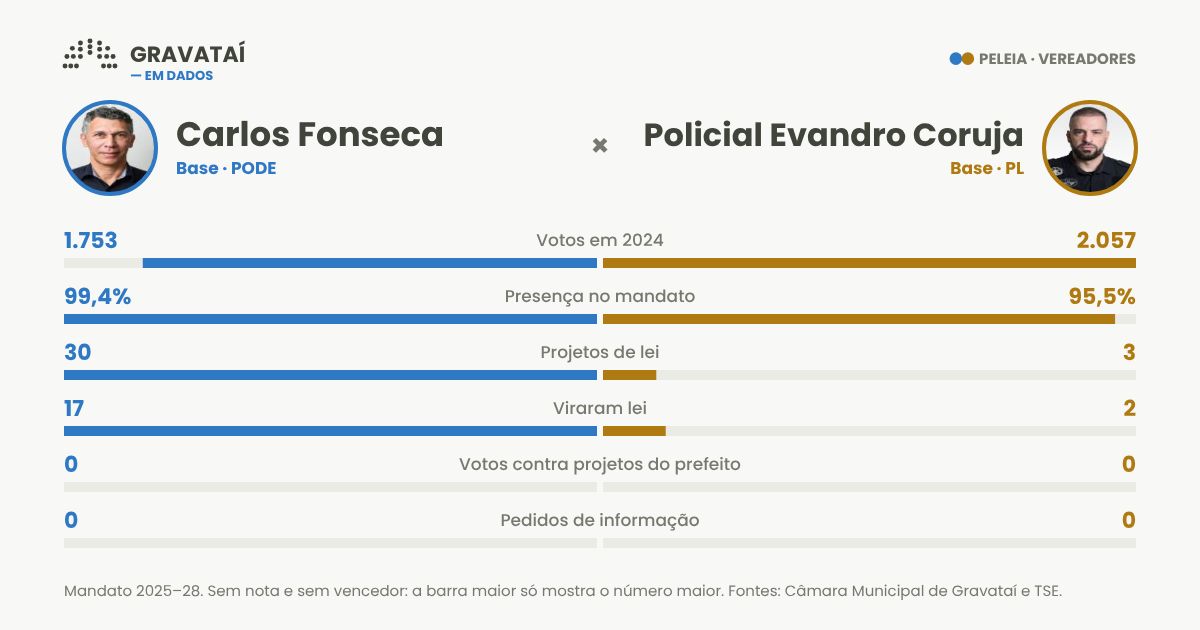 GRAVATAÍ
— EM DADOS
PELEIA · VEREADORES
Carlos Fonseca
Base · PODE
×
Policial Evandro Coruja
Base · PL
1.753 Votos em 2024 2.057
99,4% Presença no mandato 95,5%
30 Projetos de lei 3
17 Viraram lei 2
0 Votos contra projetos do prefeito 0
0 Pedidos de informação 0
Mandato 2025–28. Sem nota e sem vencedor: a barra maior só mostra o número maior. Fontes: Câmara Municipal de Gravataí e TSE.